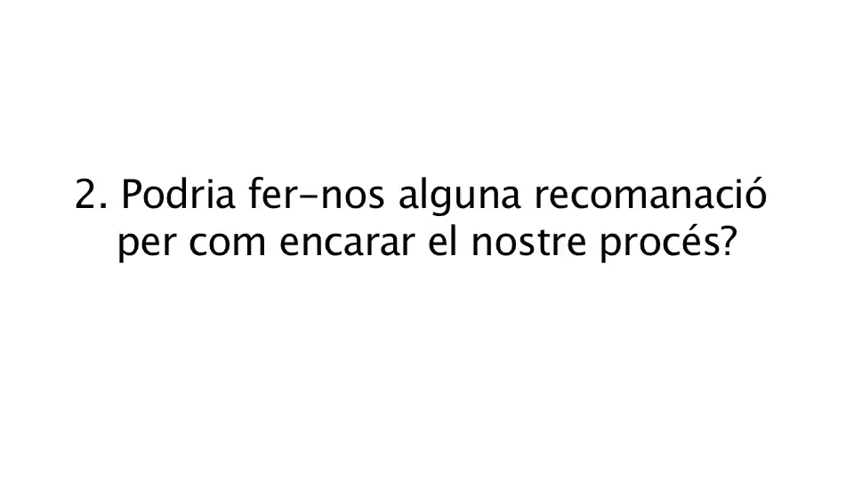 2. Podria fer-nos alguna recomanació
per com encarar el nostre procés?